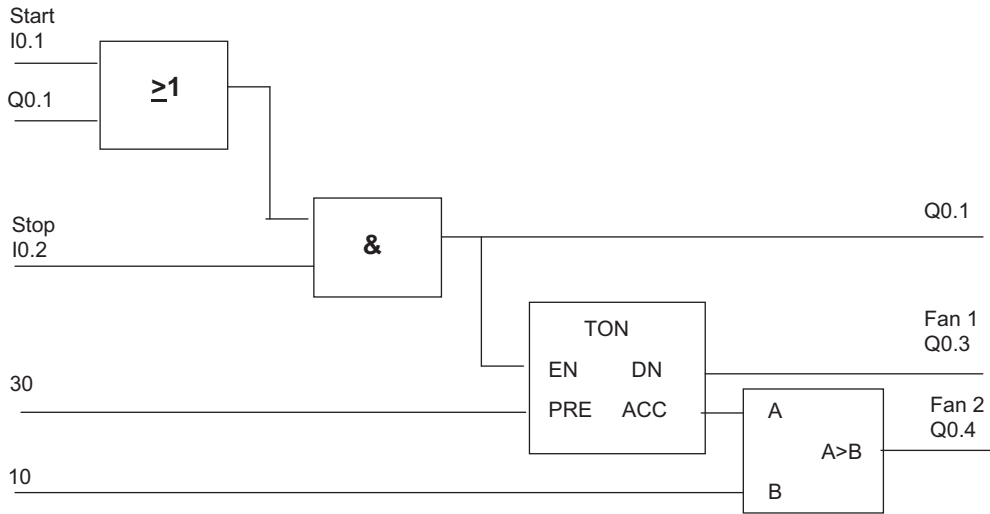 Start
I0.1
Q0.1
≥1
Stop
I0.2
&
Q0.1
TON
EN DN
PRE ACC
30
Fan 1
Q0.3
A
A>B
B
Fan 2
Q0.4
10